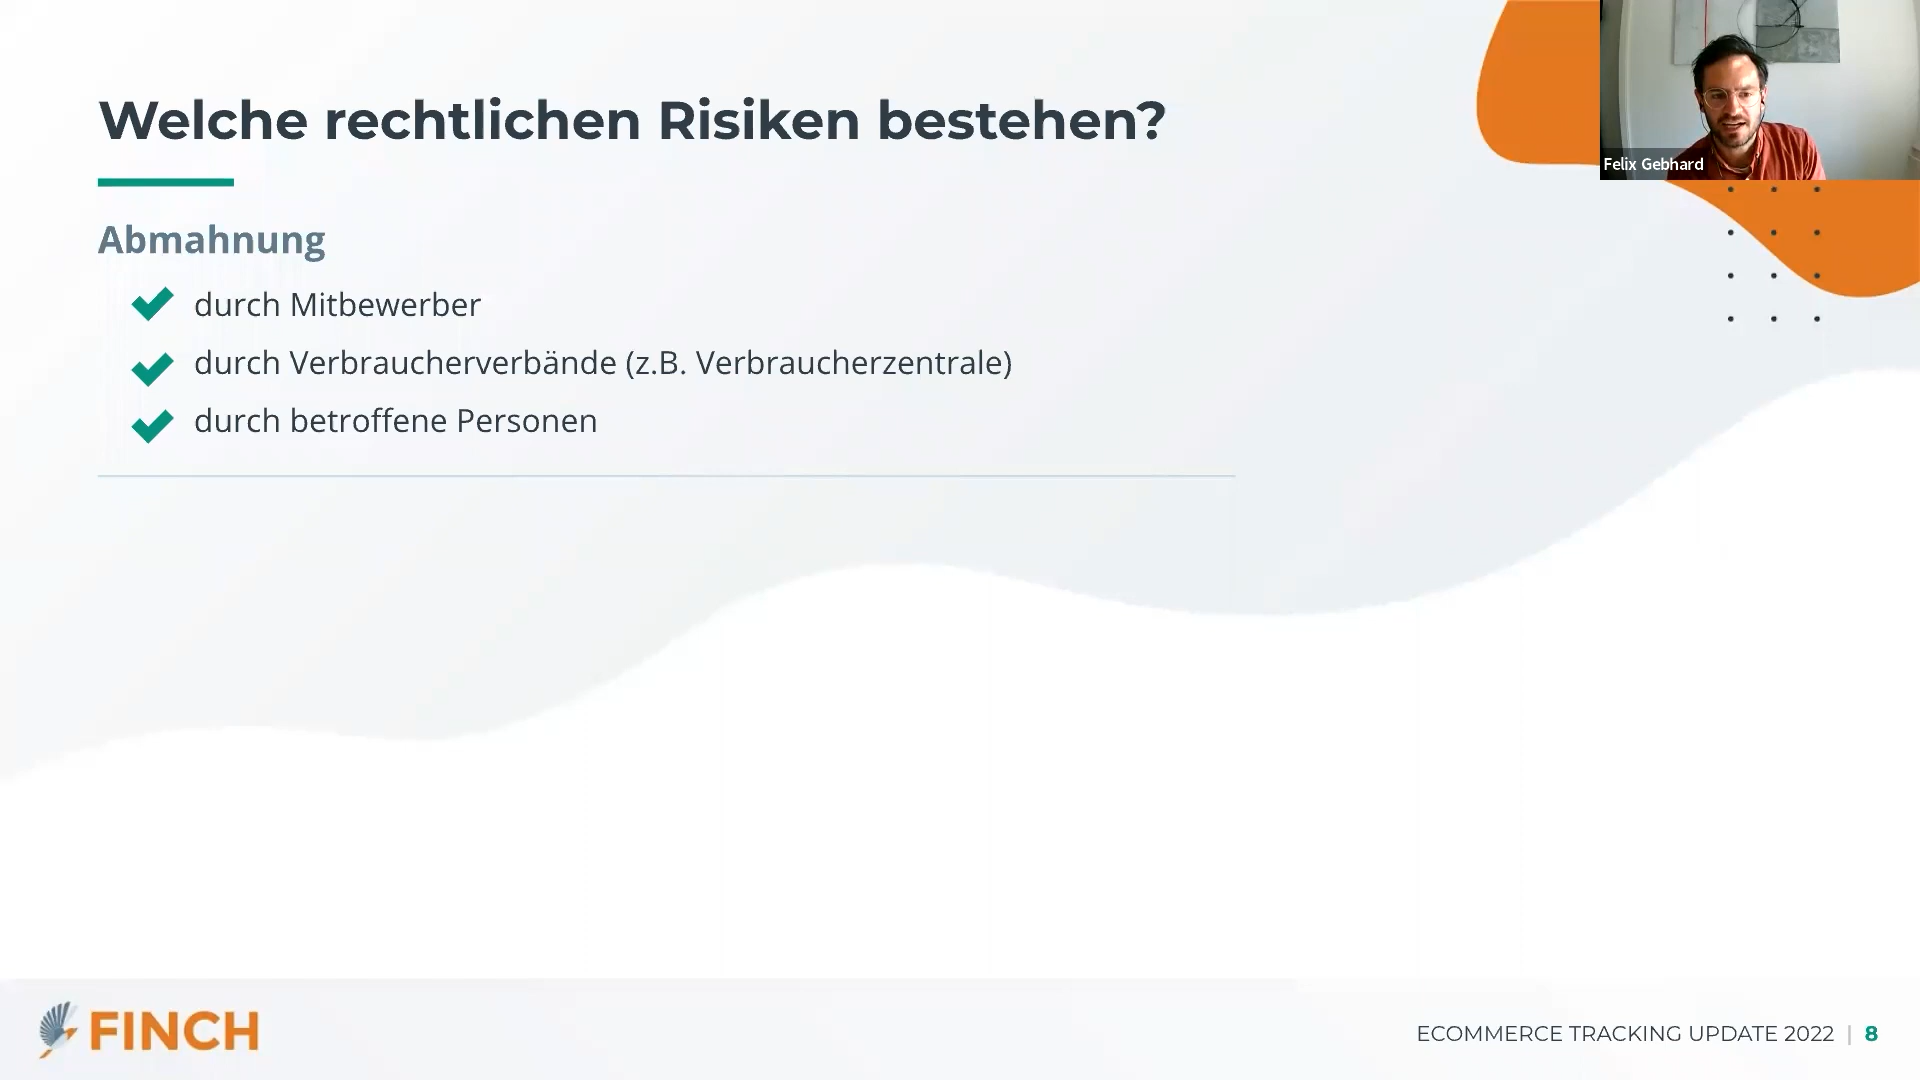 Welche rechtlichen Risiken bestehen?
Felix Gebhard
Abmahnung
durch Mitbewerber
durch Verbraucherverbände (z.B. Verbraucherzentrale)
durch betroffene Personen
FINCH
ECOMMERCE TRACKING UPDATE 2022 | 8